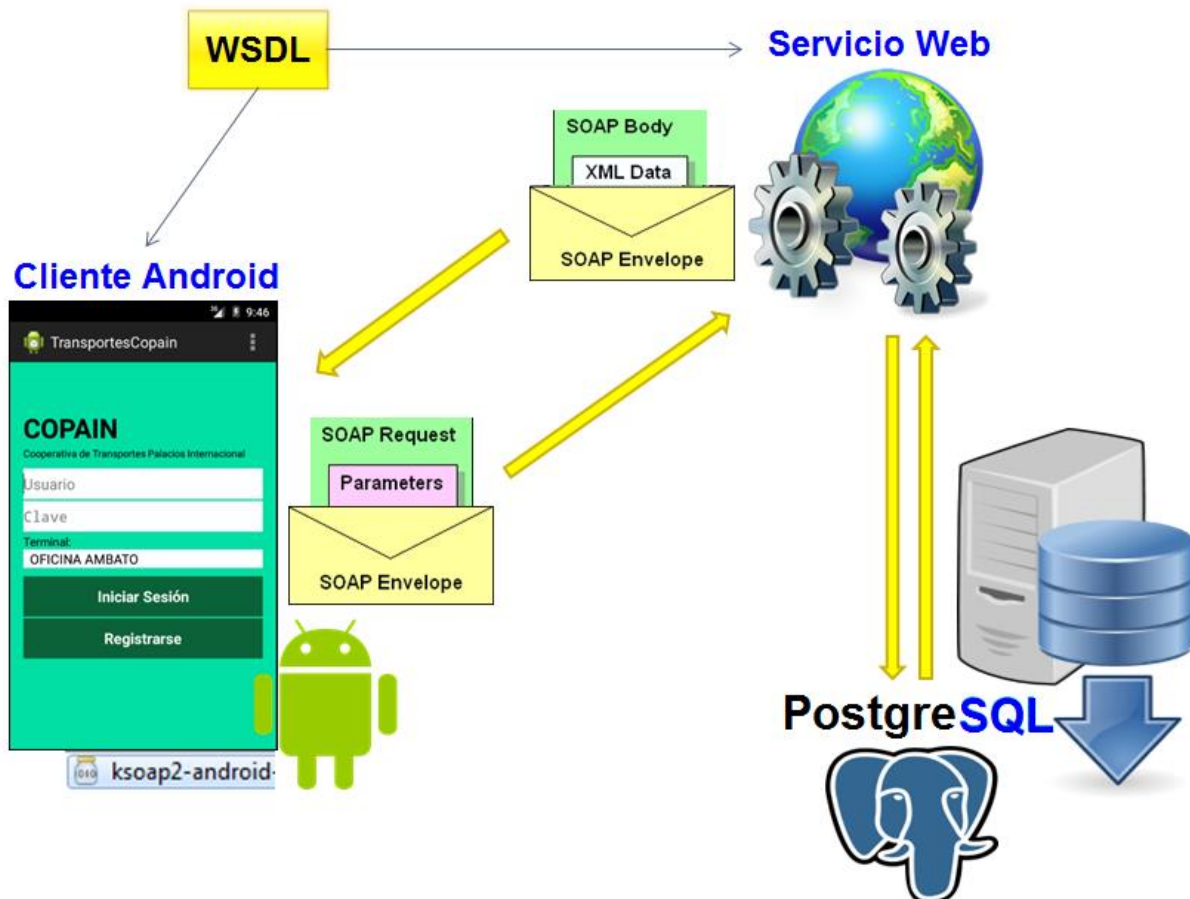 WSDL
Servicio Web
SOAP Body
XML Data
SOAP Envelope
Cliente Android
3G 9:46
TransportesCopain
COPAIN
Cooperativa de Transportes Palacios Internacional
Usuario
Clave
Terminal:
OFICINA AMBATO
Iniciar Sesión
Registrarse
SOAP Request
Parameters
SOAP Envelope
ksoap2-android-
PostgreSQL